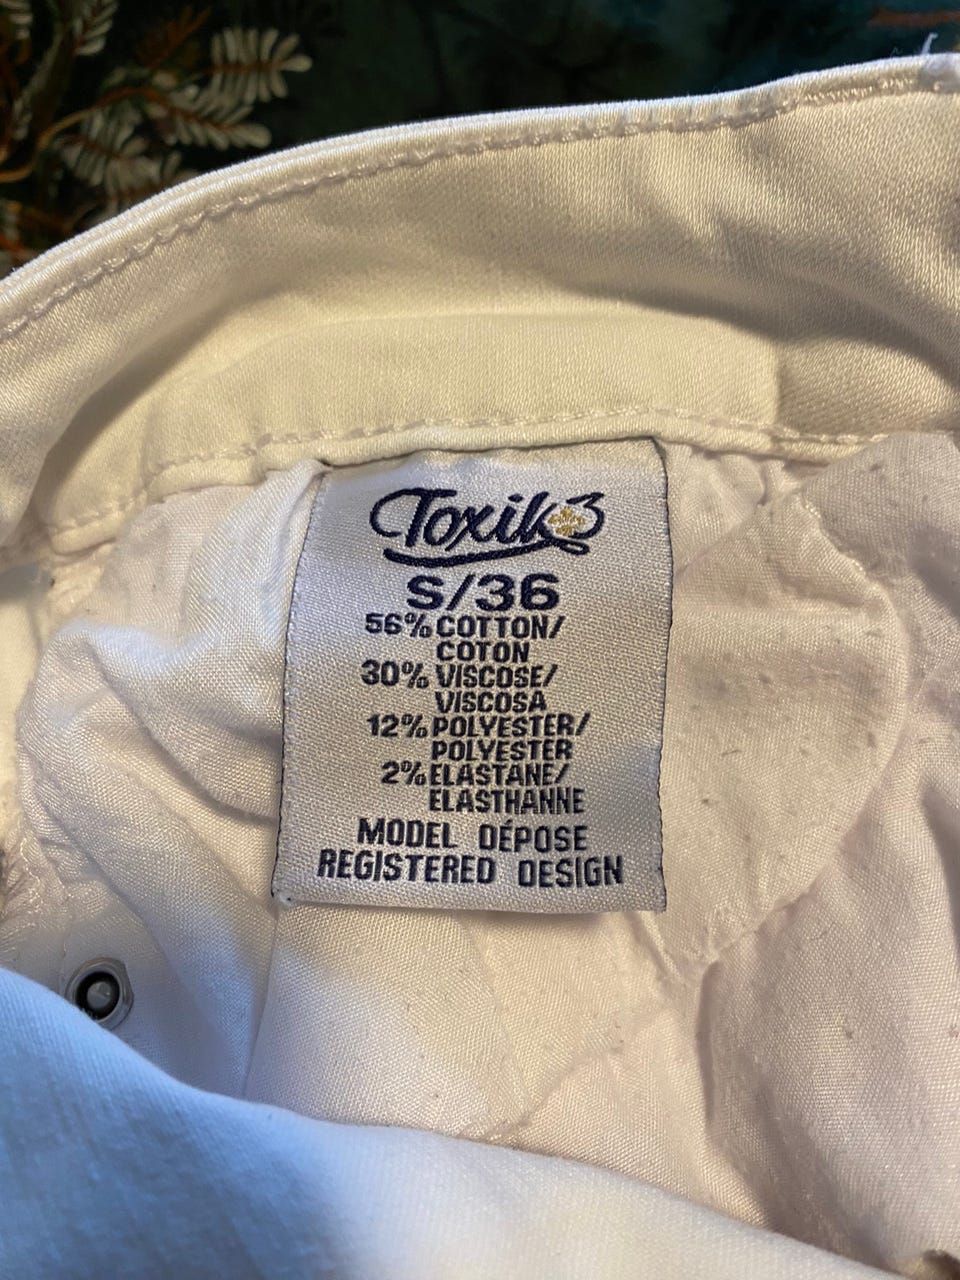 Toxik3
S/36
56% COTTON/
COTON
30% VISCOSE/
VISCOSA
12% POLYESTER/
POLYESTER
2% ELASTANE/
ELASTHANNE
MODEL DÉPOSE
REGISTERED DESIGN